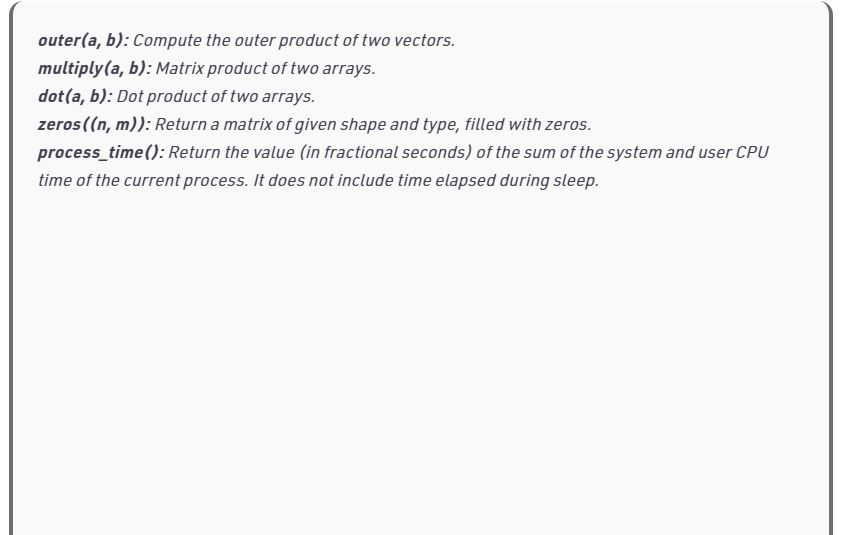 outer(a, b): Compute the outer product of two vectors.
multiply(a, b): Matrix product of two arrays.
dot(a, b): Dot product of two arrays.
zeros((n, m)): Return a matrix of given shape and type, filled with zeros.
process_time(): Return the value (in fractional seconds) of the sum of the system and user CPU
time of the current process. It does not include time elapsed during sleep.